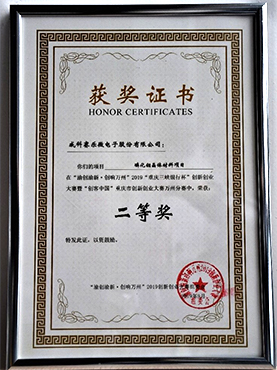 获奖证书
HONOR CERTIFICATES
威科赛乐微电子股份有限公司：
你们的项目 磷化铟晶体材料项目
在“渝创渝新·创响万州”2019“重庆三峡银行杯”创新创业
大赛暨“创客中国”重庆市创新创业大赛万州分赛中，荣获：
二等奖
特发此证，以资鼓励。
“渝创渝新·创响万州”2019创新创业大赛